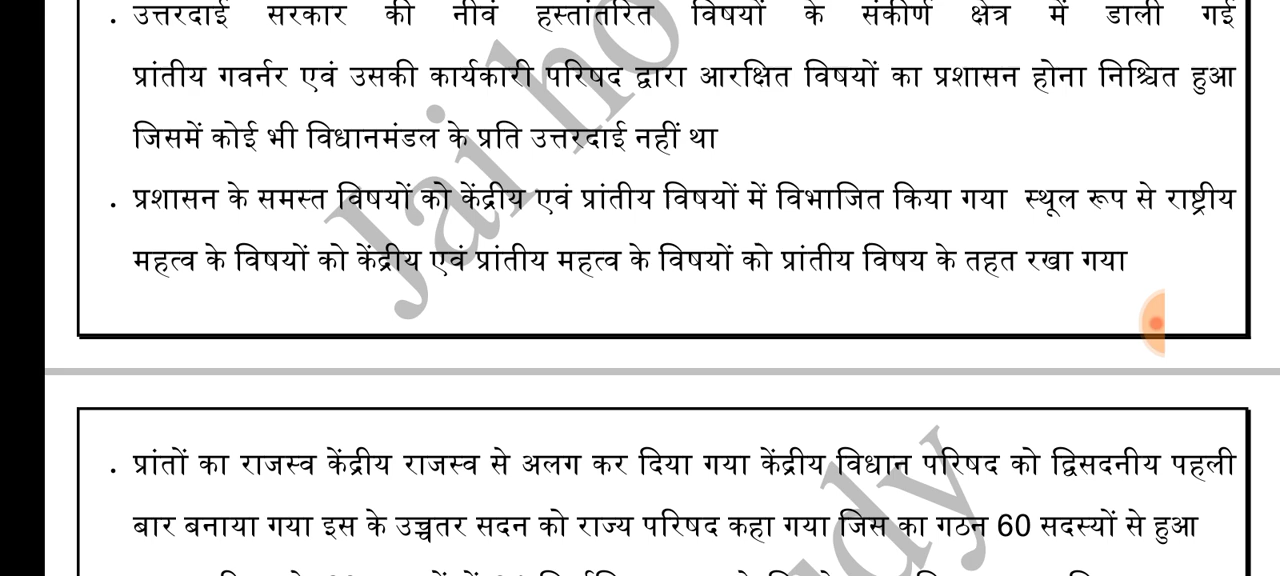 . उत्तरदाई सरकार की नीवं हस्तांतरित विषयों के संकीर्ण क्षेत्र में डाली गई
प्रांतीय गवर्नर एवं उसकी कार्यकारी परिषद द्वारा आरक्षित विषयों का प्रशासन होना निश्चित हुआ
जिसमें कोई भी विधानमंडल के प्रति उत्तरदाई नहीं था
. प्रशासन के समस्त विषयों को केंद्रीय एवं प्रांतीय विषयों में विभाजित किया गया स्थूल रूप से राष्ट्रीय
महत्व के विषयों को केंद्रीय एवं प्रांतीय महत्व के विषयों को प्रांतीय विषय के तहत रखा गया
Jai ho
. प्रांतों का राजस्व केंद्रीय राजस्व से अलग कर दिया गया केंद्रीय विधान परिषद को द्विसदनीय पहली
बार बनाया गया इस के उच्चतर सदन को राज्य परिषद कहा गया जिस का गठन 60 सदस्यों से हुआ
dy